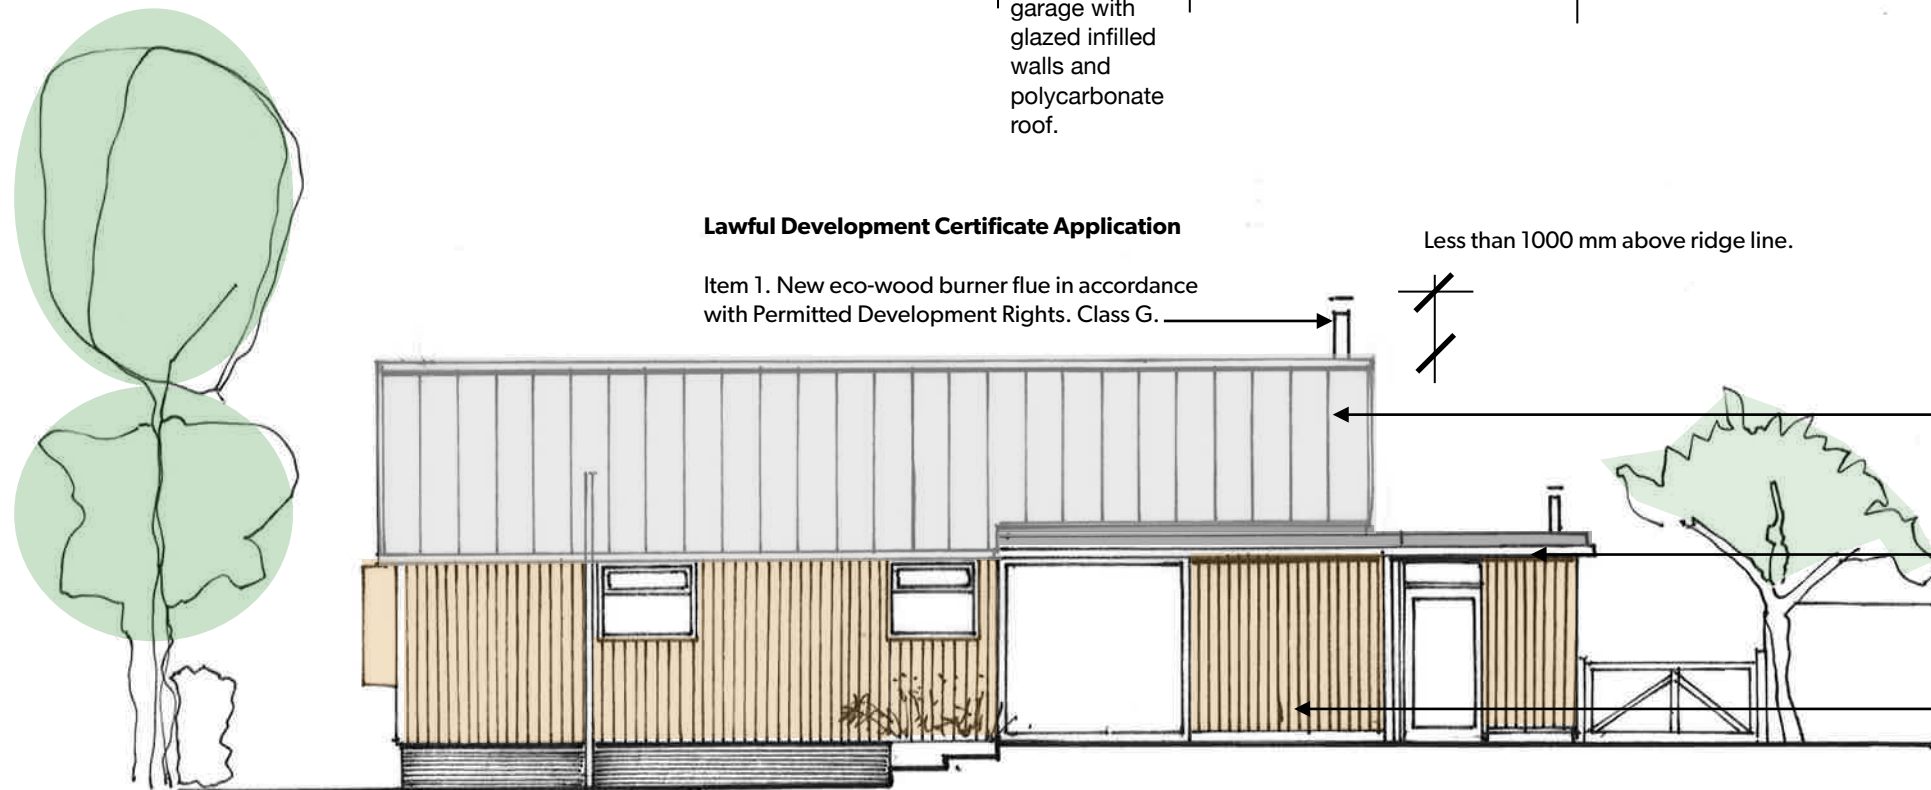 garage with
glazed infilled
walls and
polycarbonate
roof.
Lawful Development Certificate Application
Less than 1000 mm above ridge line.
Item 1. New eco-wood burner flue in accordance
with Permitted Development Rights. Class G.